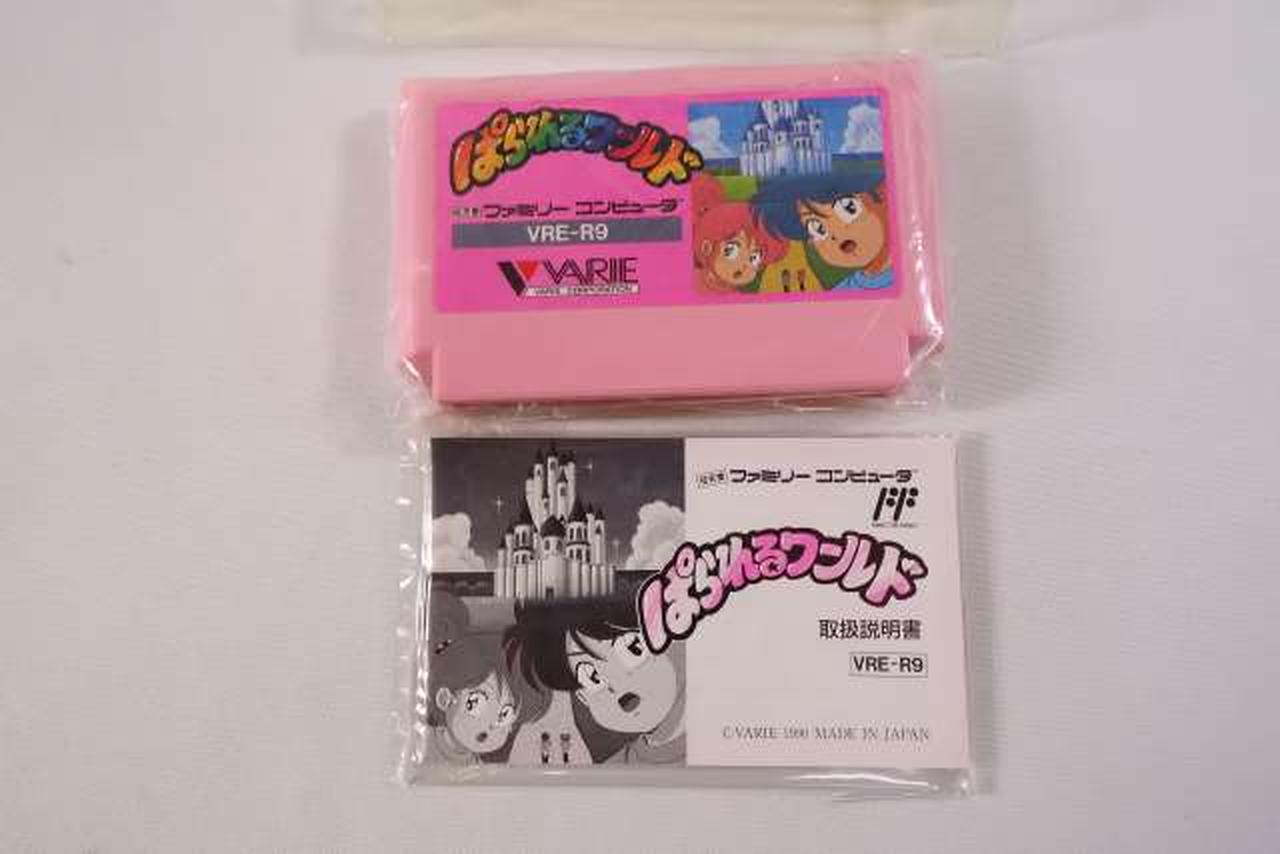 ぱられるワールド
ファミリー コンピュータ
VRE-R9
VARIE
VARIE CORPORATION
ファミリー コンピュータ
ぱられるワールド
取扱説明書
VRE-R9
©VARIE 1990 MADE IN JAPAN